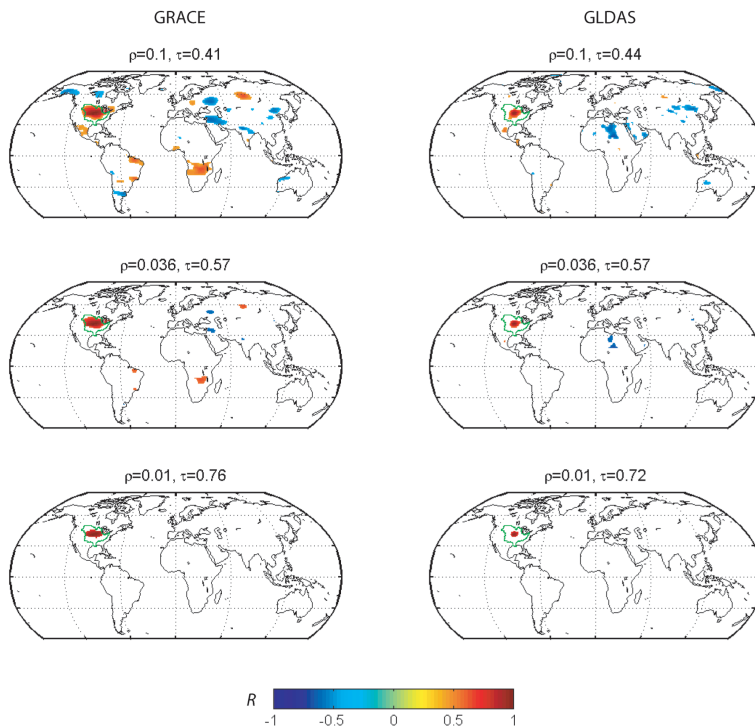 GRACE
GLDAS
ρ=0.1, τ=0.41
ρ=0.1, τ=0.44
ρ=0.036, τ=0.57
ρ=0.036, τ=0.57
ρ=0.01, τ=0.76
ρ=0.01, τ=0.72
R
-1 -0.5 0 0.5 1